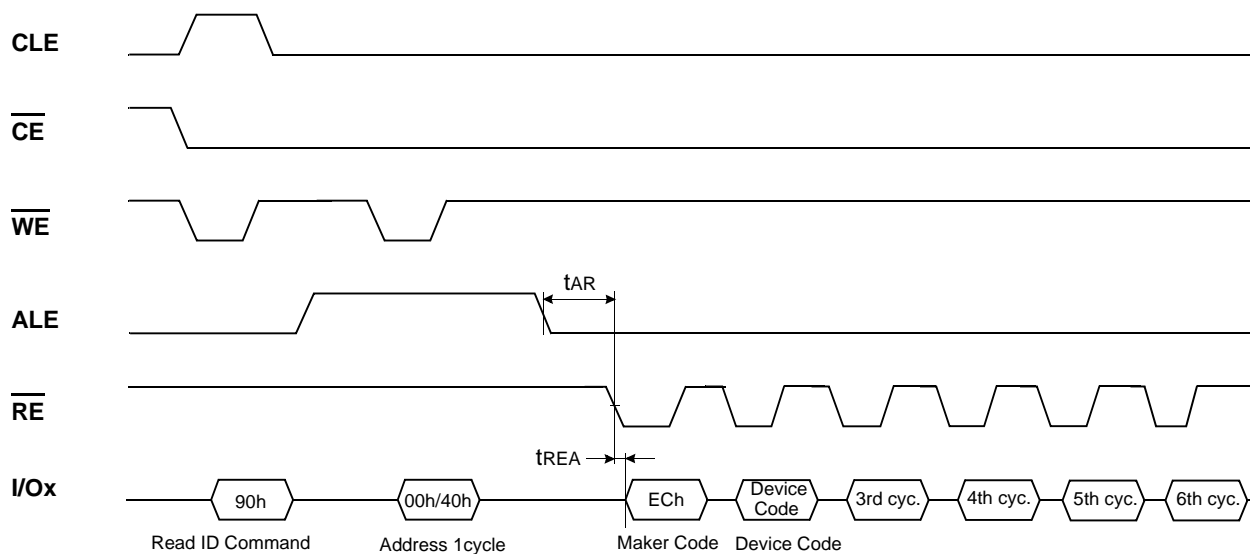 CLE
CE
WE
ALE
tAR
RE
tREA
I/Ox
90h
00h/40h
ECh
Device
Code
3rd cyc.
4th cyc.
5th cyc.
6th cyc.
Read ID Command
Address 1cycle
Maker Code
Device Code